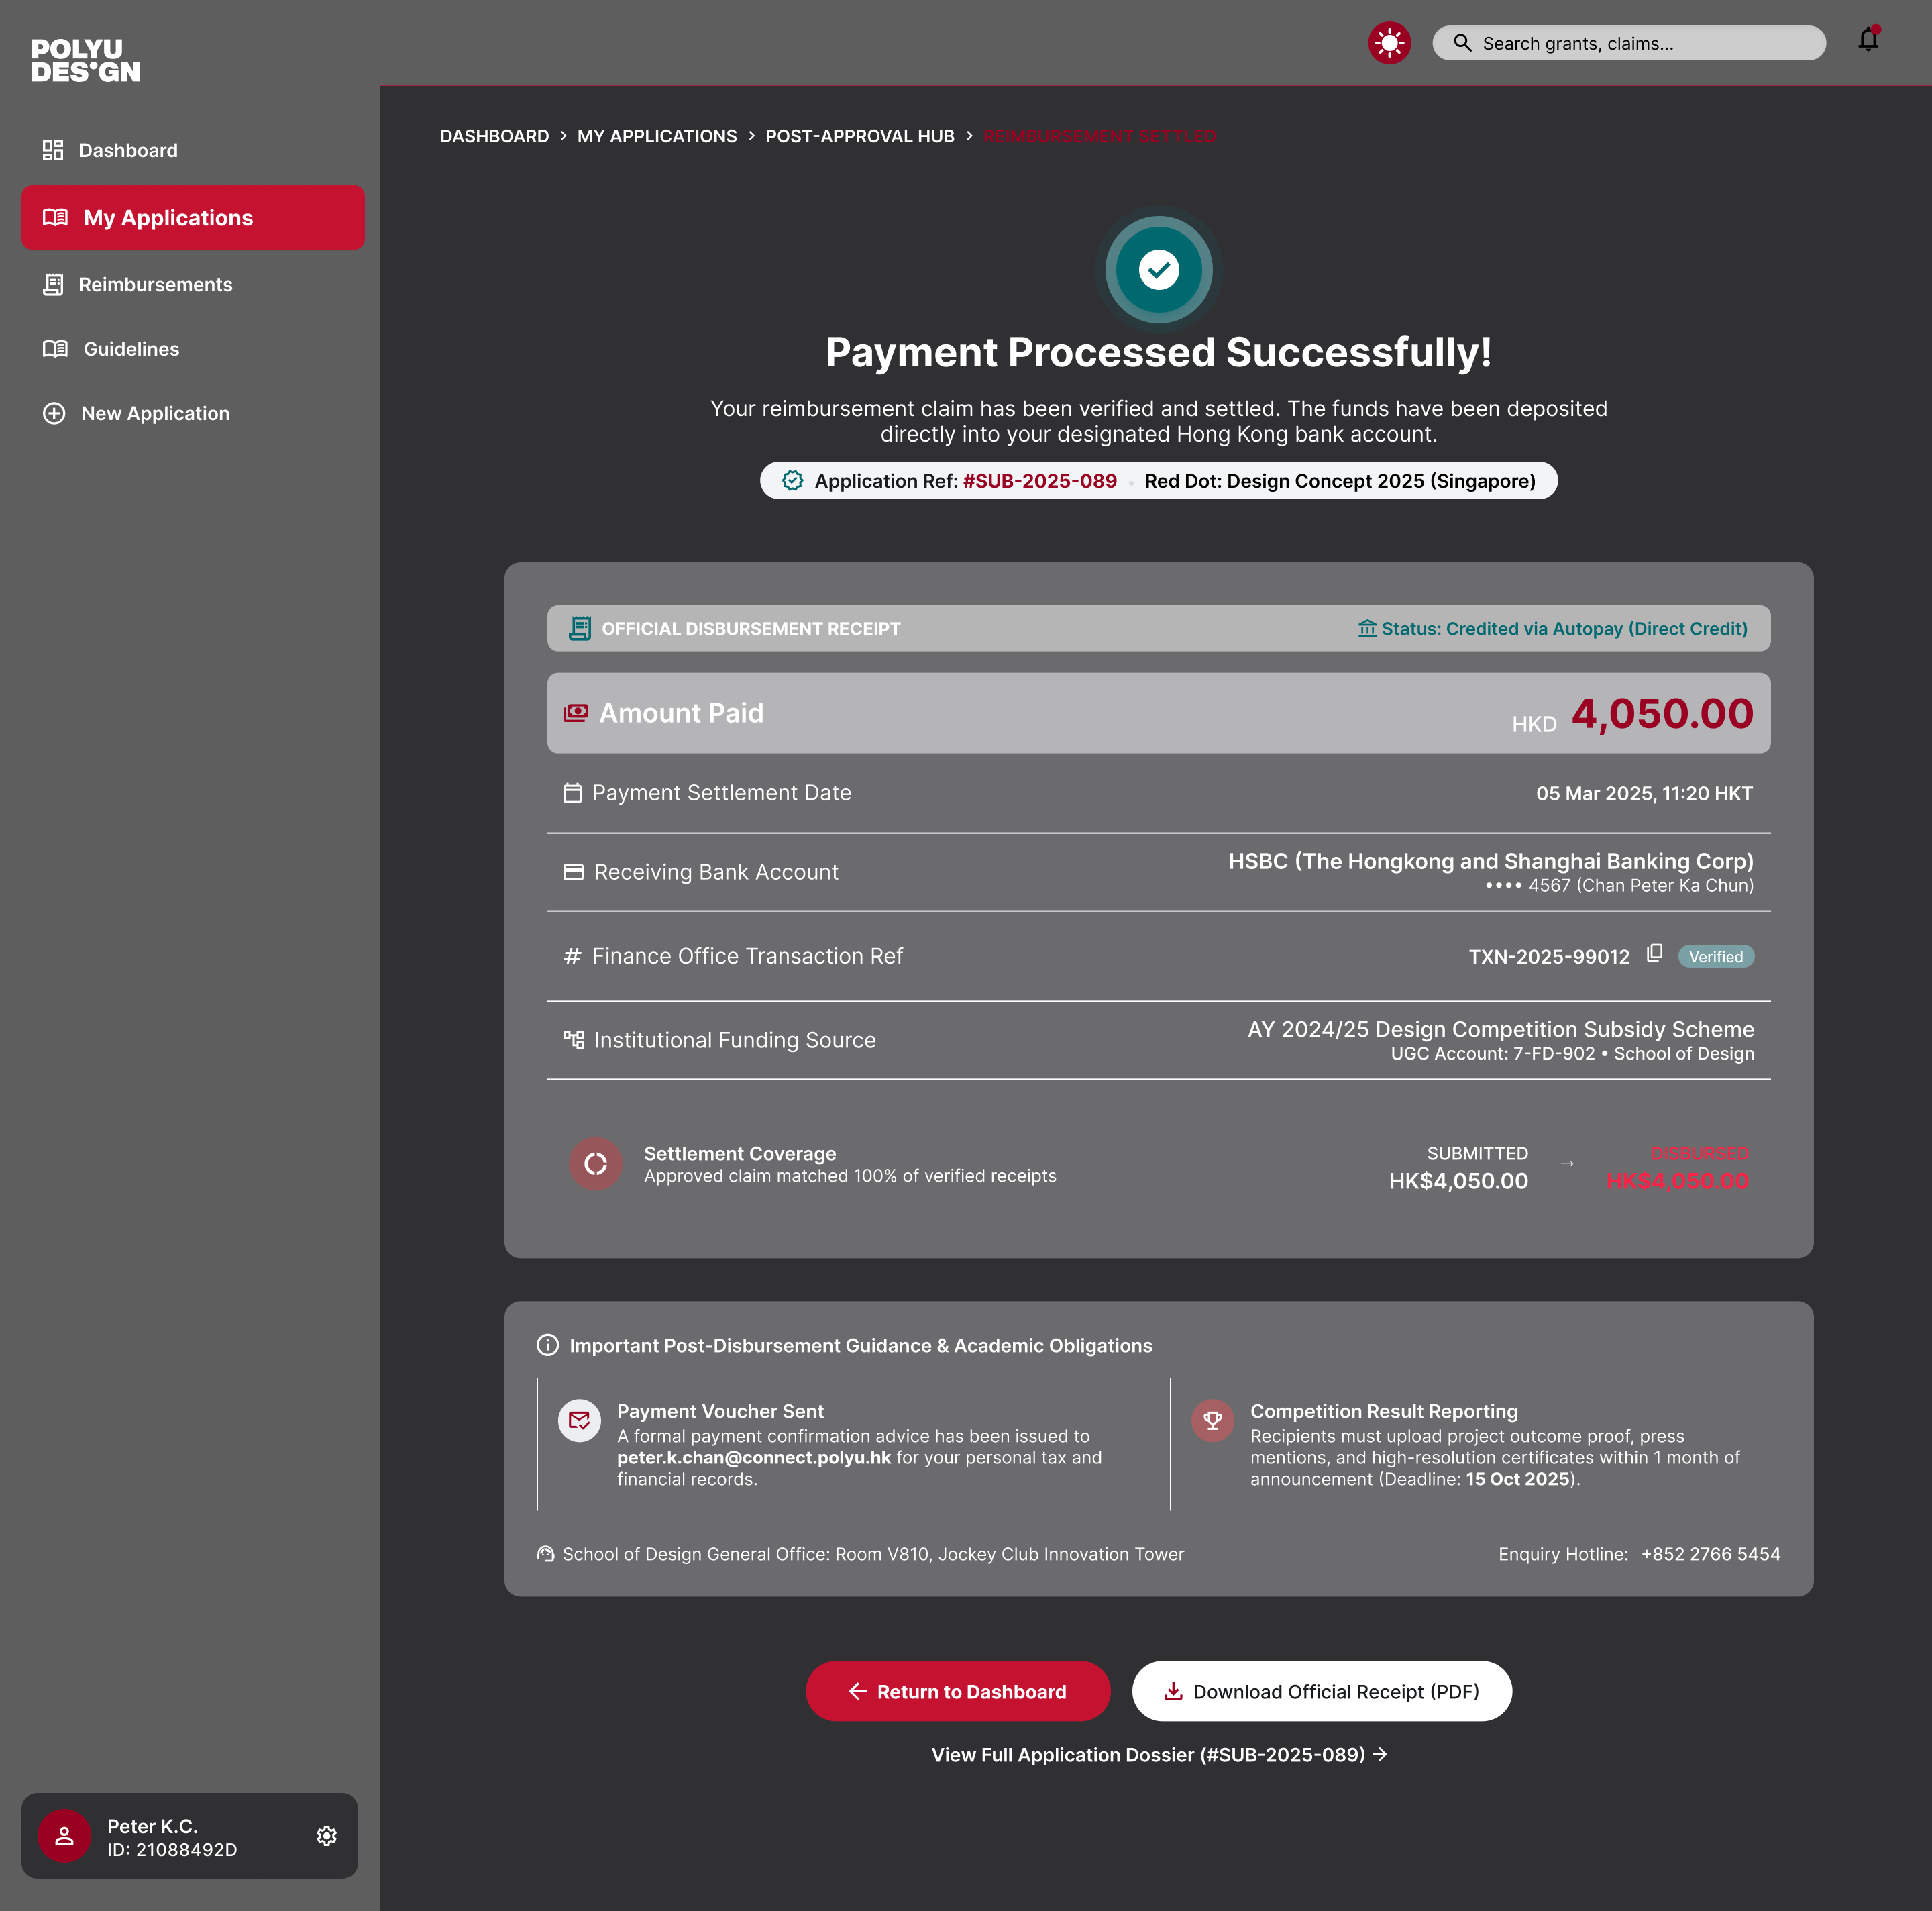 POLYU
DES•GN
Search grants, claims...
Dashboard
My Applications
Reimbursements
Guidelines
New Application
DASHBOARD > MY APPLICATIONS > POST-APPROVAL HUB > REIMBURSEMENT SETTLED
Payment Processed Successfully!
Your reimbursement claim has been verified and settled. The funds have been deposited
directly into your designated Hong Kong bank account.
Application Ref: #SUB-2025-089 • Red Dot: Design Concept 2025 (Singapore)
OFFICIAL DISBURSEMENT RECEIPT
Status: Credited via Autopay (Direct Credit)
Amount Paid
HKD 4,050.00
Payment Settlement Date
05 Mar 2025, 11:20 HKT
Receiving Bank Account
HSBC (The Hongkong and Shanghai Banking Corp)
•••• 4567 (Chan Peter Ka Chun)
# Finance Office Transaction Ref
TXN-2025-99012
Verified
Institutional Funding Source
AY 2024/25 Design Competition Subsidy Scheme
UGC Account: 7-FD-902 • School of Design
Settlement Coverage
Approved claim matched 100% of verified receipts
SUBMITTED
HK$4,050.00
→
DISBURSED
HK$4,050.00
Important Post-Disbursement Guidance & Academic Obligations
Payment Voucher Sent
A formal payment confirmation advice has been issued to
peter.k.chan@connect.polyu.hk for your personal tax and
financial records.
Competition Result Reporting
Recipients must upload project outcome proof, press
mentions, and high-resolution certificates within 1 month of
announcement (Deadline: 15 Oct 2025).
School of Design General Office: Room V810, Jockey Club Innovation Tower
Enquiry Hotline: +852 2766 5454
Return to Dashboard
Download Official Receipt (PDF)
View Full Application Dossier (#SUB-2025-089) →
Peter K.C.
ID: 21088492D